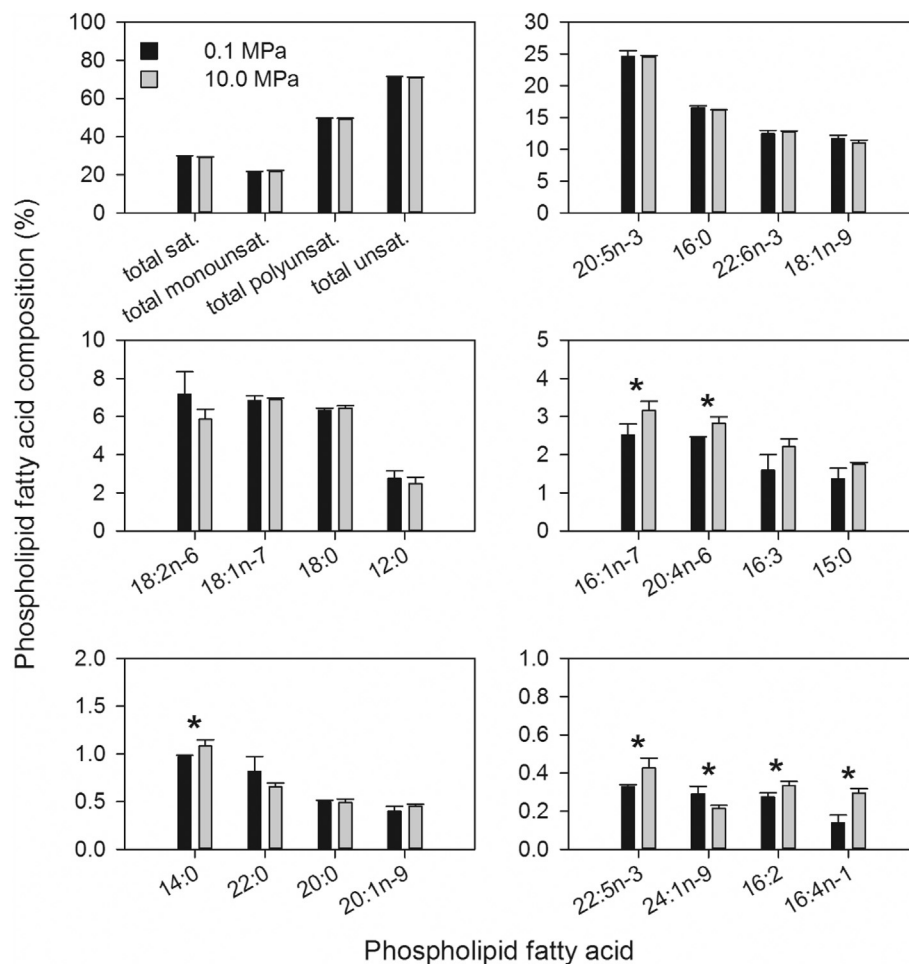 Phospholipid fatty acid composition (%)
100
80
60
40
20
0
0.1 MPa
10.0 MPa
total sat.
total monounsat.
total polyunsat.
total unsat.
30
25
20
15
10
5
0
20:5n-3
16:0
22:6n-3
18:1n-9
10
8
6
4
2
0
18:2n-6
18:1n-7
18:0
12:0
5
4
3
2
1
0
* *
16:1n-7
20:4n-6
16:3
15:0
2.0
1.5
1.0
0.5
0.0
*
14:0
22:0
20:0
20:1n-9
1.0
0.8
0.6
0.4
0.2
0.0
* * * *
22:5n-3
24:1n-9
16:2
16:4n-1
Phospholipid fatty acid